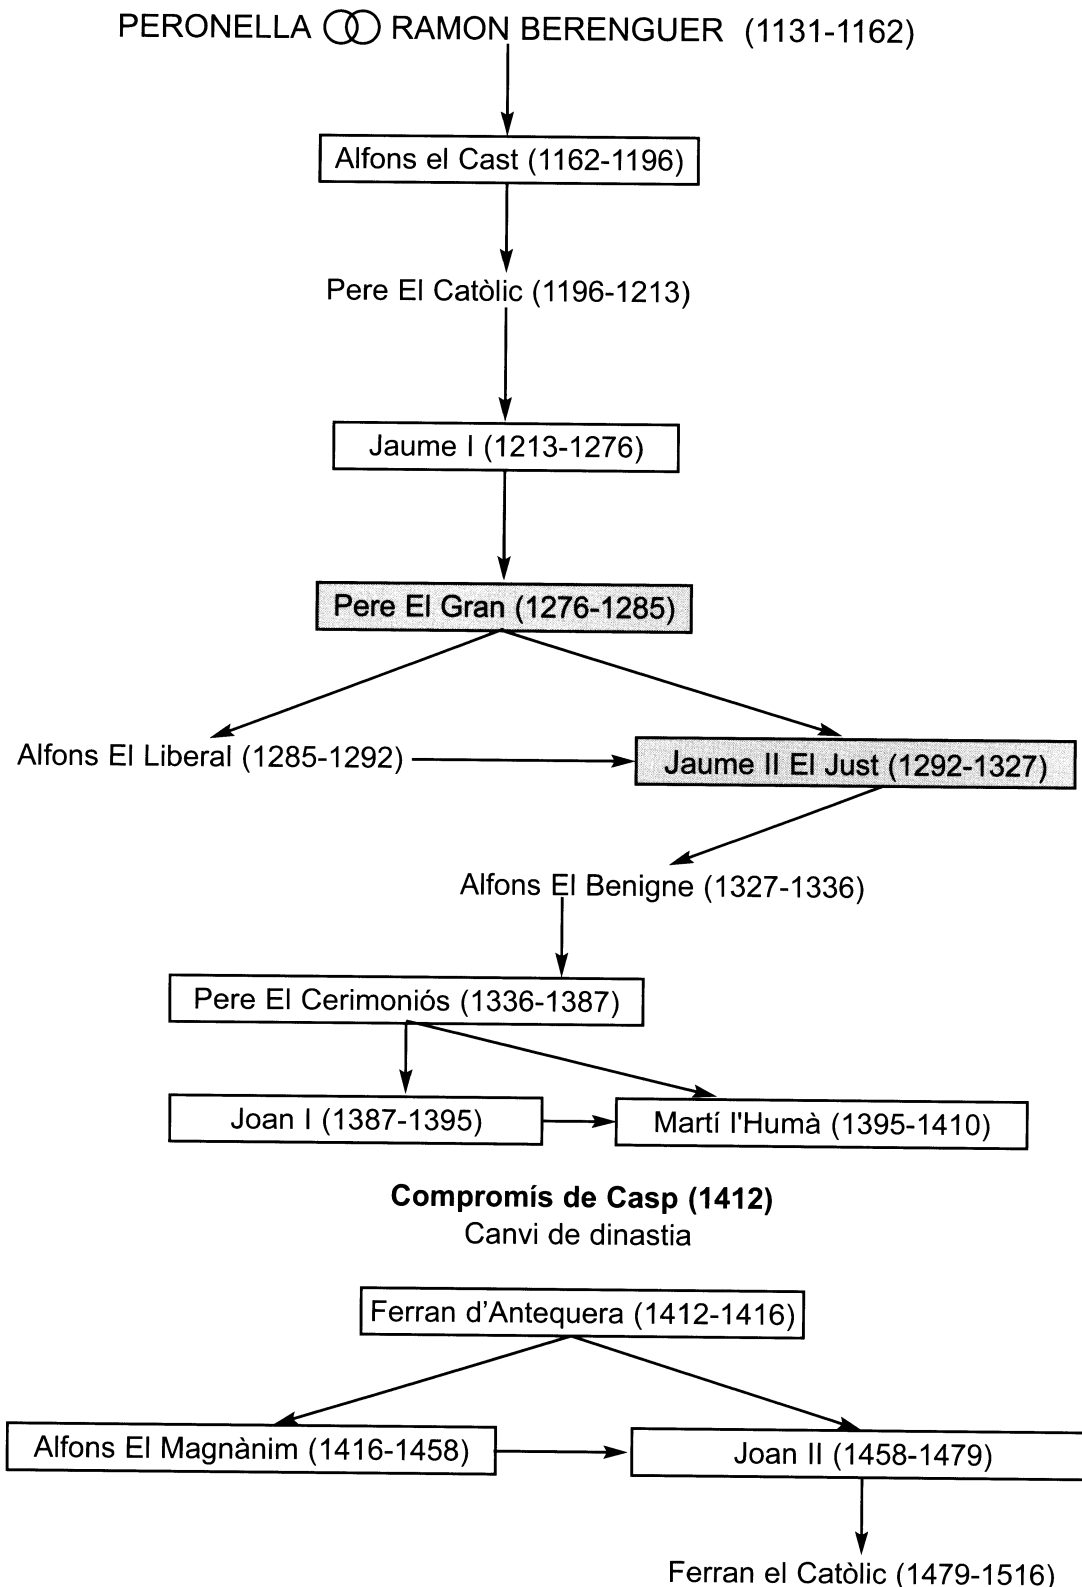 PERONELLA RAMON BERENGUER (1131-1162)
Alfons el Cast (1162-1196)
Pere El Catòlic (1196-1213)
Jaume I (1213-1276)
Pere El Gran (1276-1285)
Alfons El Liberal (1285-1292)
Jaume II El Just (1292-1327)
Alfons El Benigne (1327-1336)
Pere El Cerimoniós (1336-1387)
Joan I (1387-1395)
Martí l'Humà (1395-1410)
Compromís de Casp (1412)
Canvi de dinastia
Ferran d'Antequera (1412-1416)
Alfons El Magnànim (1416-1458)
Joan II (1458-1479)
Ferran el Catòlic (1479-1516)